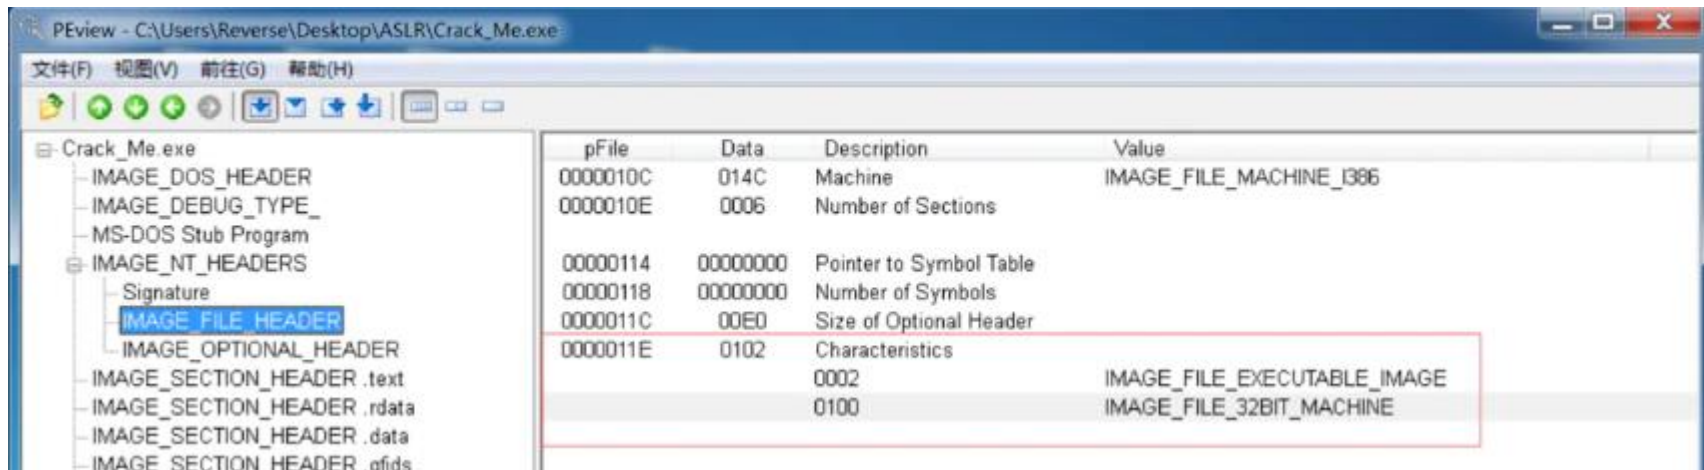 PEview - C:\Users\Reverse\Desktop\ASLR\Crack_Me.exe
文件(F) 视图(V) 前往(G) 帮助(H)
Crack_Me.exe
IMAGE_DOS_HEADER
IMAGE_DEBUG_TYPE_
MS-DOS Stub Program
IMAGE_NT_HEADERS
Signature
IMAGE_FILE_HEADER
IMAGE_OPTIONAL_HEADER
IMAGE_SECTION_HEADER .text
IMAGE_SECTION_HEADER .rdata
IMAGE_SECTION_HEADER .data
IMAGE_SECTION_HEADER .gfids
pFile Data Description Value
0000010C 014C Machine IMAGE_FILE_MACHINE_I386
0000010E 0006 Number of Sections
00000114 00000000 Pointer to Symbol Table
00000118 00000000 Number of Symbols
0000011C 00E0 Size of Optional Header
0000011E 0102 Characteristics
0002 IMAGE_FILE_EXECUTABLE_IMAGE
0100 IMAGE_FILE_32BIT_MACHINE